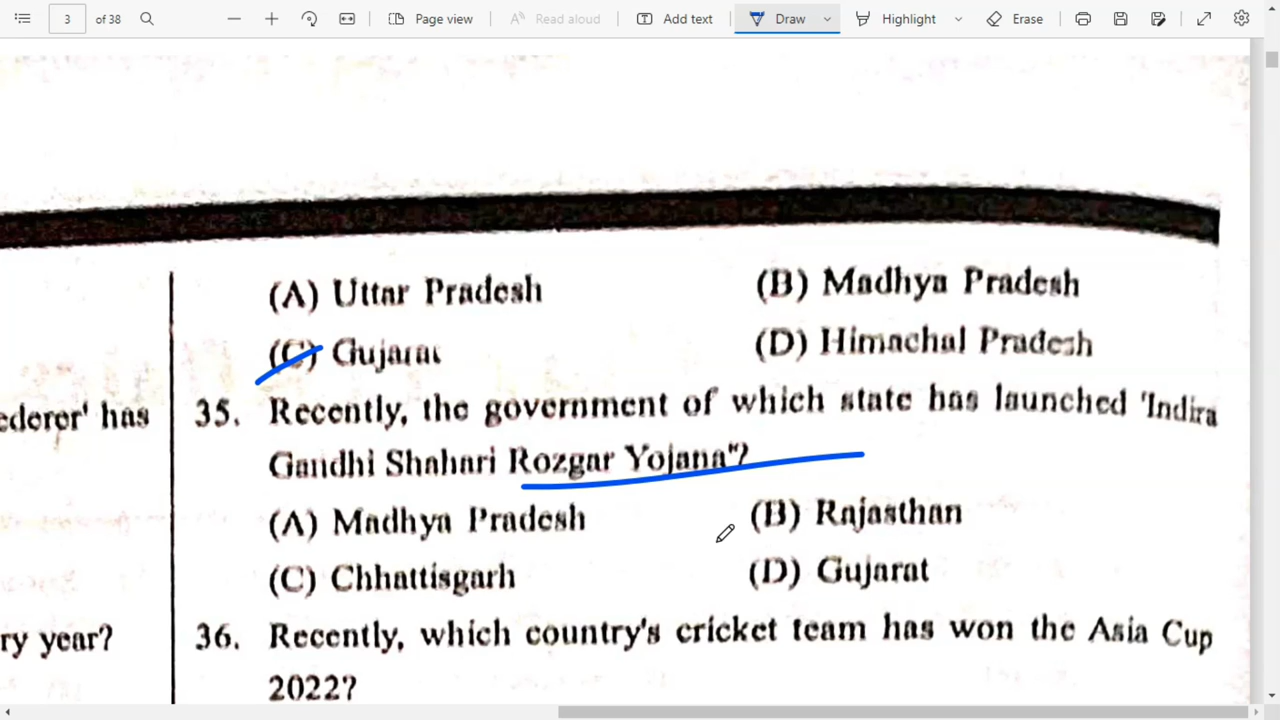 3 of 38 Page view Read aloud Add text Draw Highlight Erase
(A) Uttar Pradesh (B) Madhya Pradesh
(C) Gujarat (D) Himachal Pradesh
ederer' has
35. Recently, the government of which state has launched 'Indira
Gandhi Shahari Rozgar Yojana"?
(A) Madhya Pradesh (B) Rajasthan
(C) Chhattisgarh (D) Gujarat
ry year?
36. Recently, which country's cricket team has won the Asia Cup
2022?